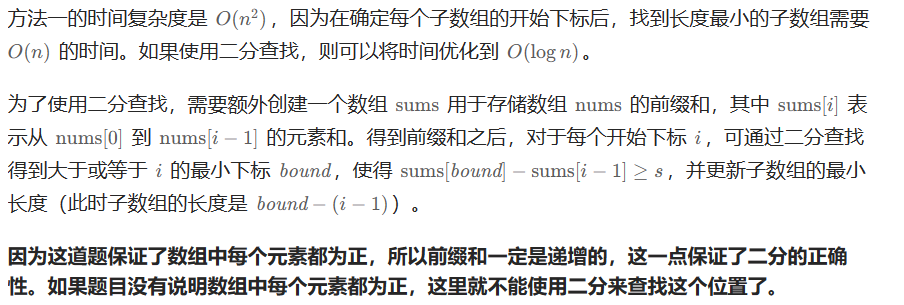 方法一的时间复杂度是 O(n²)，因为在确定每个子数组的开始下标后，找到长度最小的子数组需要
O(n) 的时间。如果使用二分查找，则可以将时间优化到 O(log n)。
为了使用二分查找，需要额外创建一个数组 sums 用于存储数组 nums 的前缀和，其中 sums[i] 表
示从 nums[0] 到 nums[i − 1] 的元素和。得到前缀和之后，对于每个开始下标 i，可通过二分查找
得到大于或等于 i 的最小下标 bound，使得 sums[bound] − sums[i − 1] ≥ s，并更新子数组的最小
长度（此时子数组的长度是 bound − (i − 1)）。
因为这道题保证了数组中每个元素都为正，所以前缀和一定是递增的，这一点保证了二分的正确
性。如果题目没有说明数组中每个元素都为正，这里就不能使用二分来查找这个位置了。